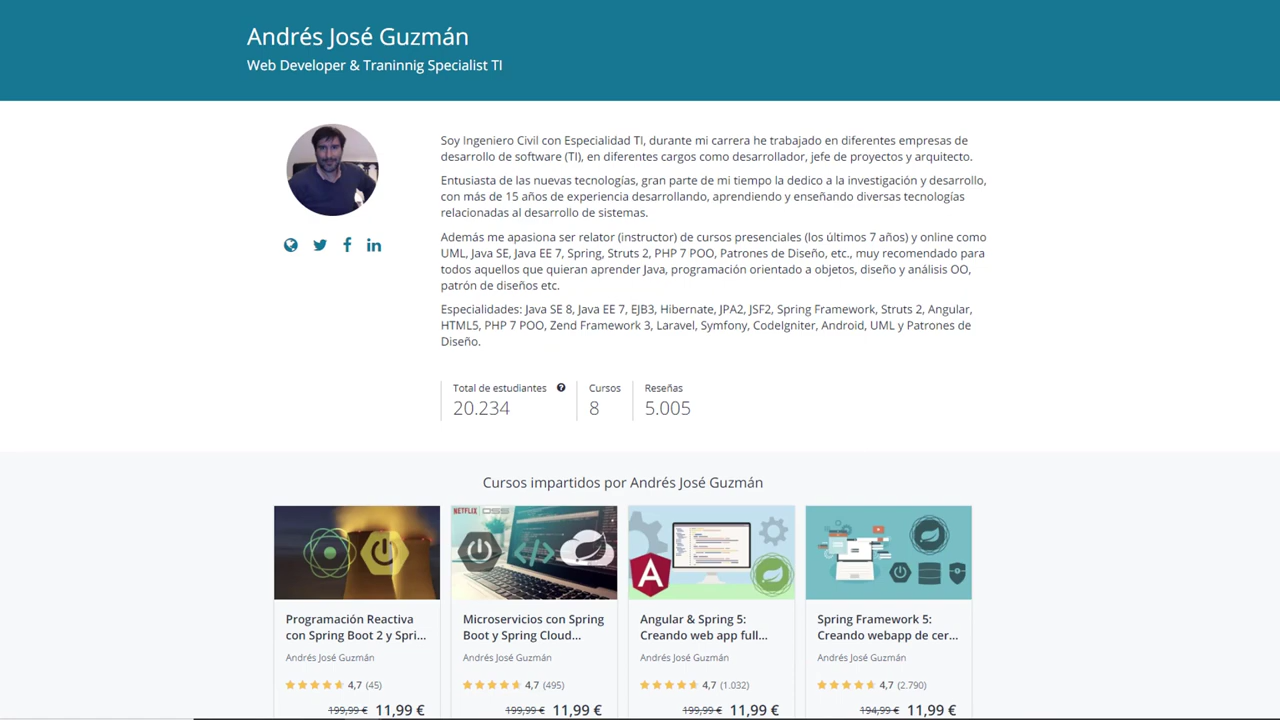 Andrés José Guzmán
Web Developer & Traninnig Specialist TI
Soy Ingeniero Civil con Especialidad TI, durante mi carrera he trabajado en diferentes empresas de
desarrollo de software (TI), en diferentes cargos como desarrollador, jefe de proyectos y arquitecto.
Entusiasta de las nuevas tecnologías, gran parte de mi tiempo la dedico a la investigación y desarrollo,
con más de 15 años de experiencia desarrollando, aprendiendo y enseñando diversas tecnologías
relacionadas al desarrollo de sistemas.
Además me apasiona ser relator (instructor) de cursos presenciales (los últimos 7 años) y online como
UML, Java SE, Java EE 7, Spring, Struts 2, PHP 7 POO, Patrones de Diseño, etc., muy recomendado para
todos aquellos que quieran aprender Java, programación orientado a objetos, diseño y análisis OO,
patrón de diseños etc.
Especialidades: Java SE 8, Java EE 7, EJB3, Hibernate, JPA2, JSF2, Spring Framework, Struts 2, Angular,
HTML5, PHP 7 POO, Zend Framework 3, Laravel, Symfony, CodeIgniter, Android, UML y Patrones de
Diseño.
Total de estudiantes Cursos Reseñas
20.234 8 5.005
Cursos impartidos por Andrés José Guzmán
NETFLIX OSS
A
Programación Reactiva
con Spring Boot 2 y Spri...
Andrés José Guzmán
4,7 (45)
199,99 € 11,99 €
Microservicios con Spring
Boot y Spring Cloud...
Andrés José Guzmán
4,7 (495)
199,99 € 11,99 €
Angular & Spring 5:
Creando web app full...
Andrés José Guzmán
4,7 (1.032)
199,99 € 11,99 €
Spring Framework 5:
Creando webapp de cer...
Andrés José Guzmán
4,7 (2.790)
194,99 € 11,99 €